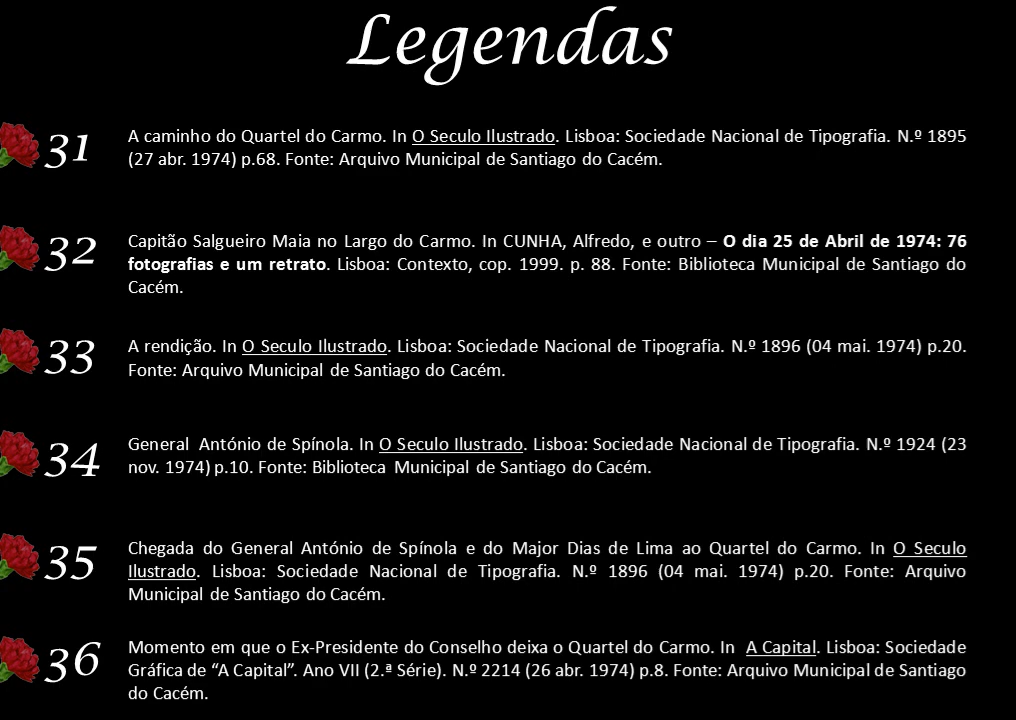 Legendas
31
A caminho do Quartel do Carmo. In O Seculo Ilustrado. Lisboa: Sociedade Nacional de Tipografia. N.º 1895
(27 abr. 1974) p.68. Fonte: Arquivo Municipal de Santiago do Cacém.
32
Capitão Salgueiro Maia no Largo do Carmo. In CUNHA, Alfredo, e outro – O dia 25 de Abril de 1974: 76
fotografias e um retrato. Lisboa: Contexto, cop. 1999. p. 88. Fonte: Biblioteca Municipal de Santiago do
Cacém.
33
A rendição. In O Seculo Ilustrado. Lisboa: Sociedade Nacional de Tipografia. N.º 1896 (04 mai. 1974) p.20.
Fonte: Arquivo Municipal de Santiago do Cacém.
34
General António de Spínola. In O Seculo Ilustrado. Lisboa: Sociedade Nacional de Tipografia. N.º 1924 (23
nov. 1974) p.10. Fonte: Biblioteca Municipal de Santiago do Cacém.
35
Chegada do General António de Spínola e do Major Dias de Lima ao Quartel do Carmo. In O Seculo
Ilustrado. Lisboa: Sociedade Nacional de Tipografia. N.º 1896 (04 mai. 1974) p.20. Fonte: Arquivo
Municipal de Santiago do Cacém.
36
Momento em que o Ex-Presidente do Conselho deixa o Quartel do Carmo. In A Capital. Lisboa: Sociedade
Gráfica de “A Capital”. Ano VII (2.ª Série). N.º 2214 (26 abr. 1974) p.8. Fonte: Arquivo Municipal de Santiago
do Cacém.